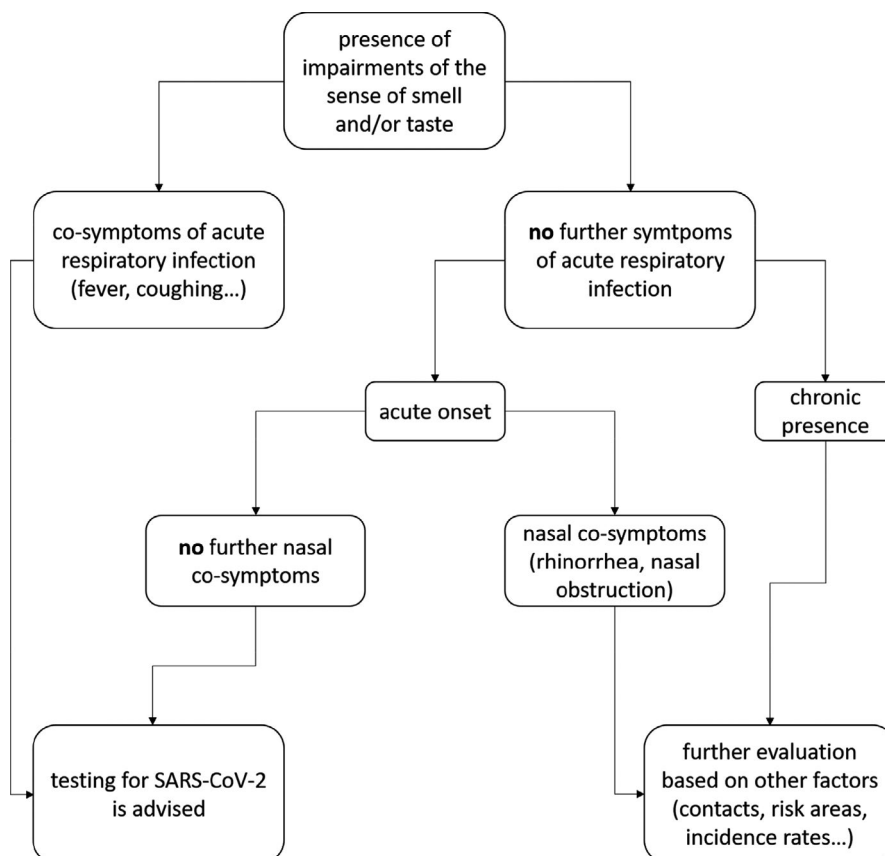 presence of
impairments of the
sense of smell
and/or taste
co-symptoms of acute
respiratory infection
(fever, coughing...)
no further symtpoms
of acute respiratory
infection
acute onset
chronic
presence
no further nasal
co-symptoms
nasal co-symptoms
(rhinorrhea, nasal
obstruction)
testing for SARS-CoV-2
is advised
further evaluation
based on other factors
(contacts, risk areas,
incidence rates...)